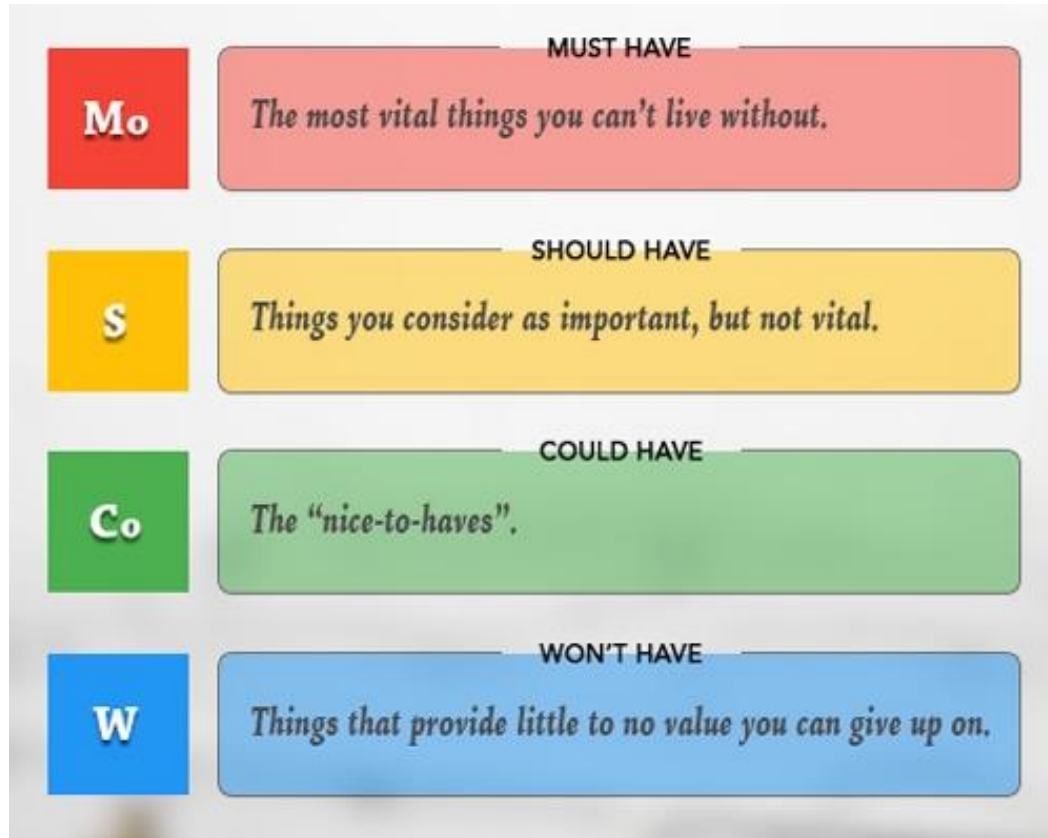 MUST HAVE
Mo
The most vital things you can’t live without.
SHOULD HAVE
S
Things you consider as important, but not vital.
COULD HAVE
Co
The “nice-to-haves”.
WON’T HAVE
W
Things that provide little to no value you can give up on.